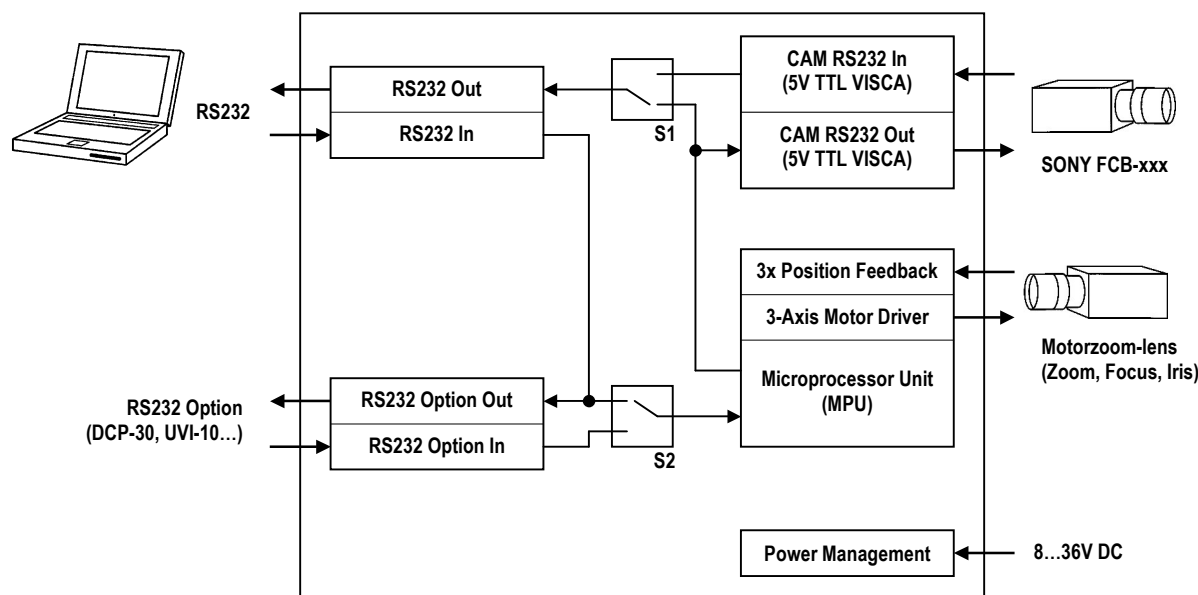 RS232
RS232 Out
RS232 In
S1
CAM RS232 In
(5V TTL VISCA)
CAM RS232 Out
(5V TTL VISCA)
SONY FCB-xxx
3x Position Feedback
3-Axis Motor Driver
Microprocessor Unit
(MPU)
Motorzoom-lens
(Zoom, Focus, Iris)
RS232 Option
(DCP-30, UVI-10…)
RS232 Option Out
RS232 Option In
S2
Power Management
8…36V DC